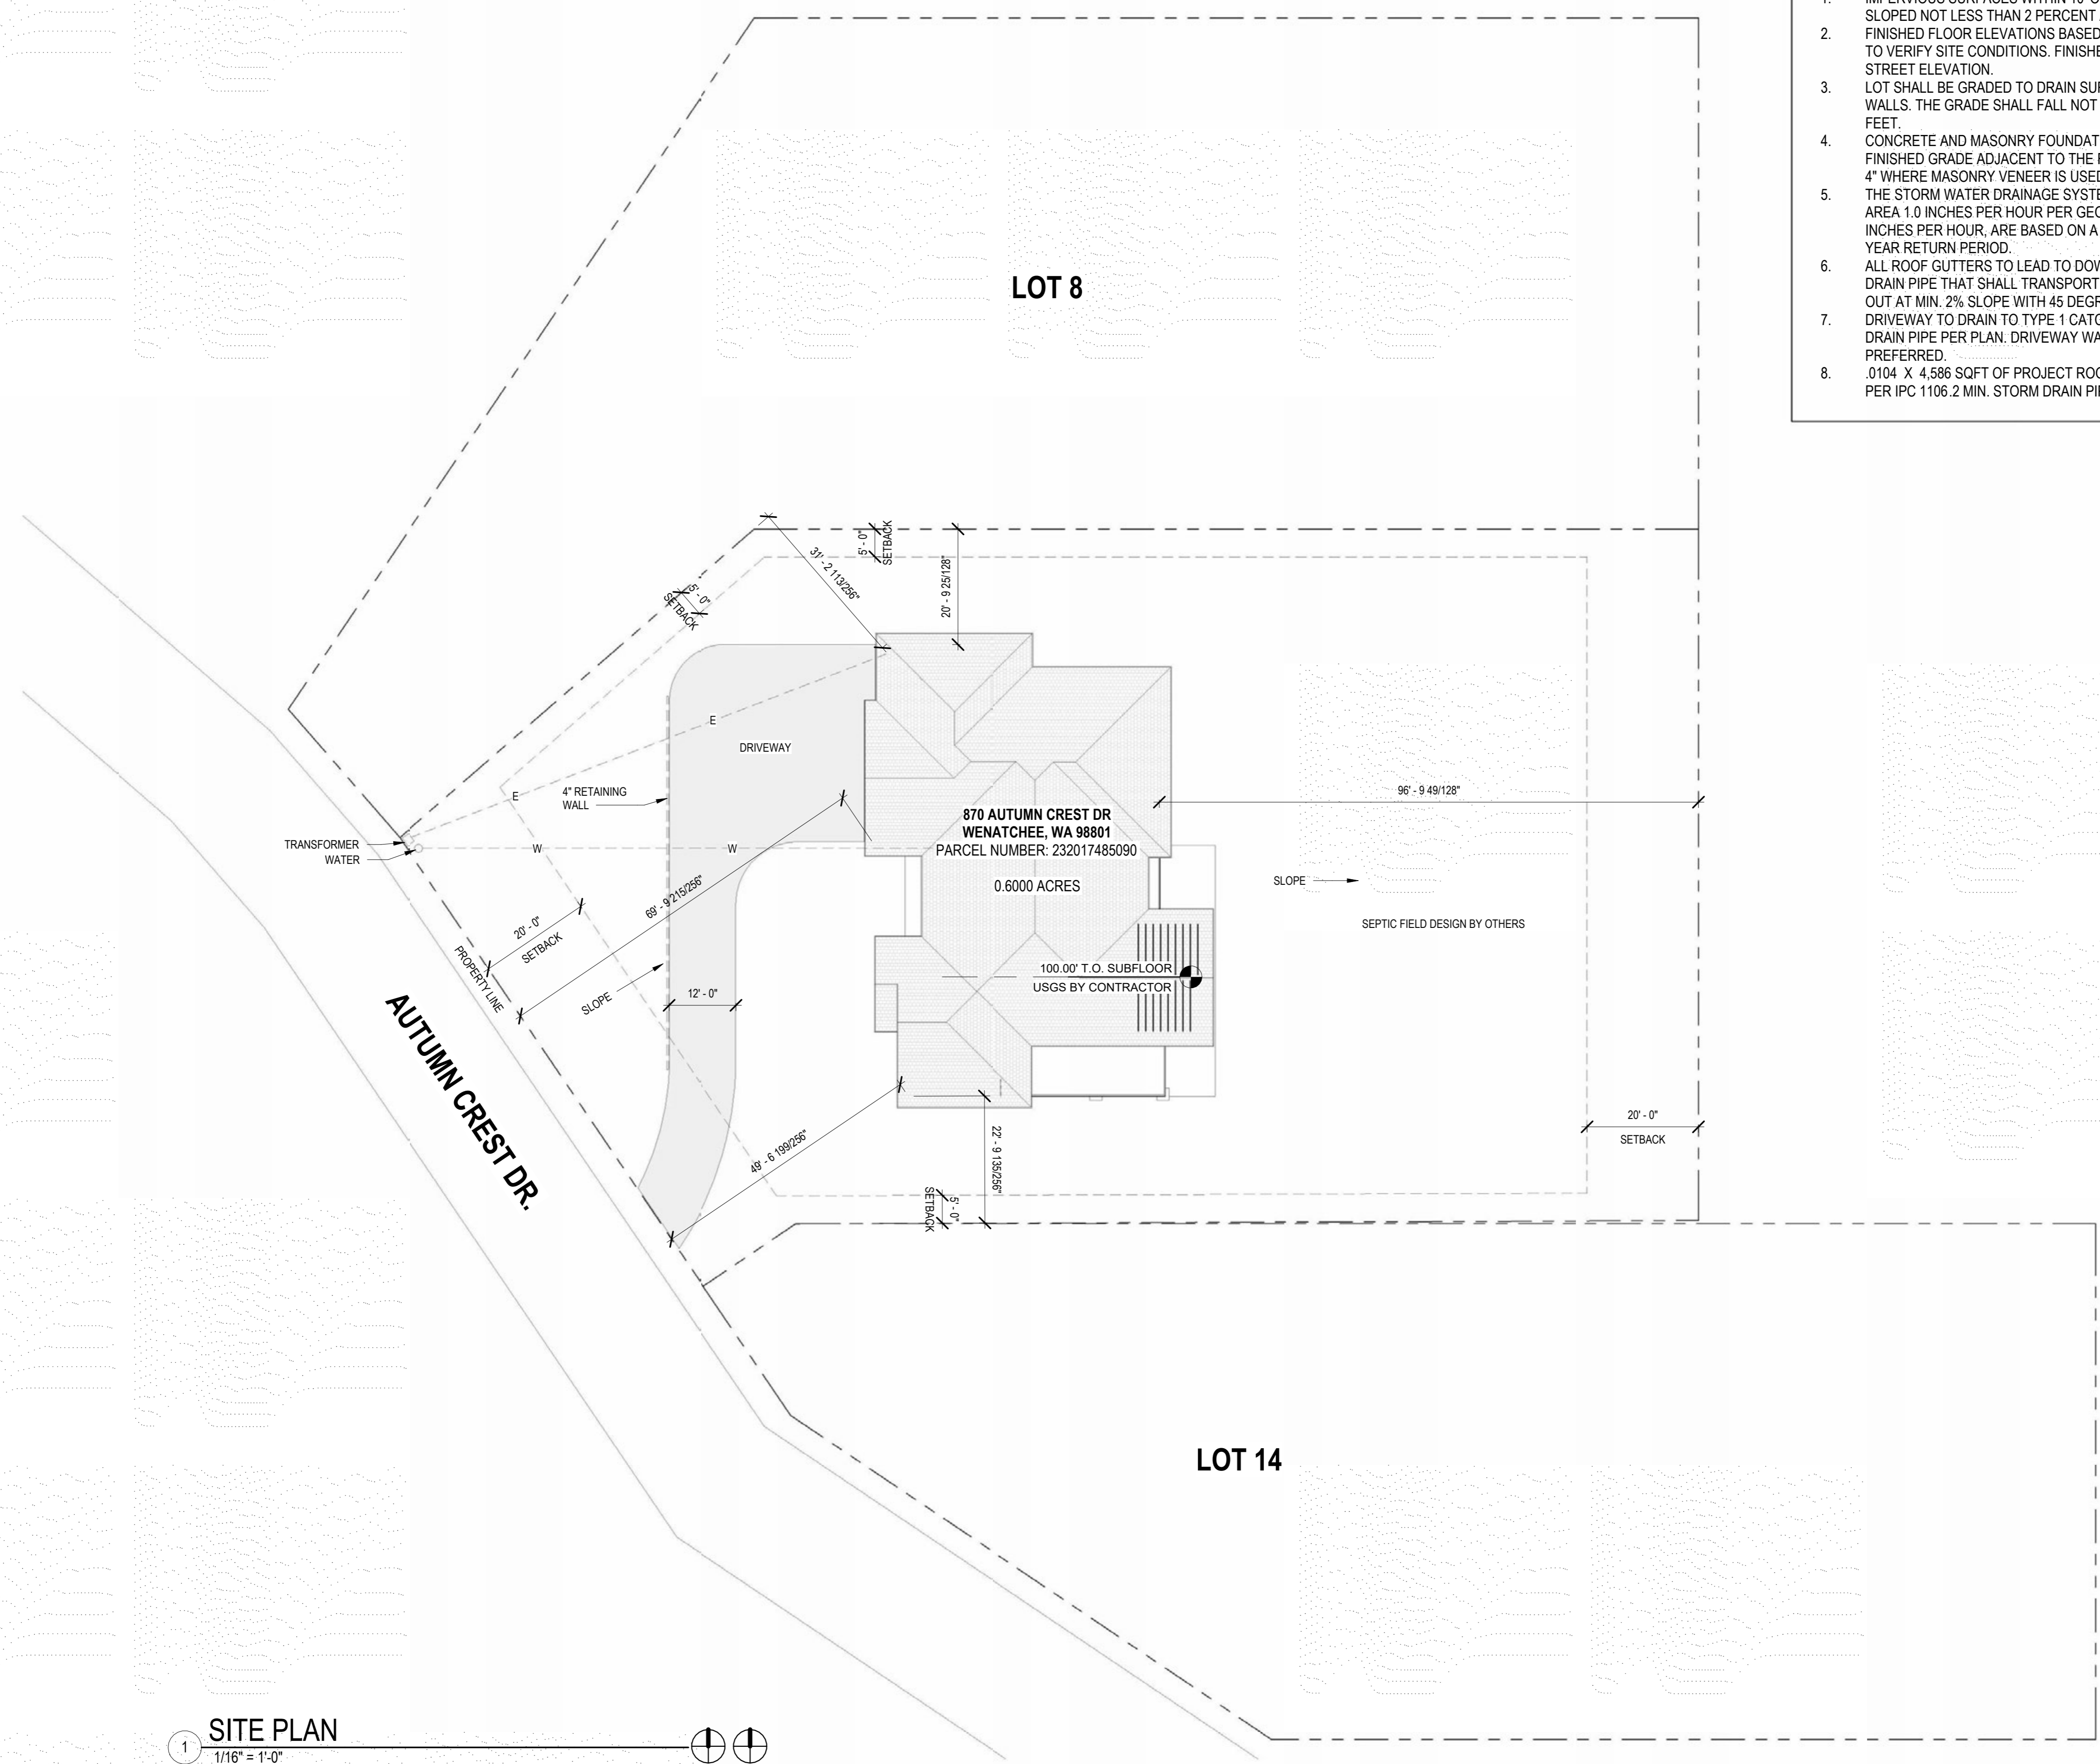 SLOPED NOT LESS THAN 2 PERCENT
2. FINISHED FLOOR ELEVATIONS BASED
TO VERIFY SITE CONDITIONS. FINISHE
STREET ELEVATION.
3. LOT SHALL BE GRADED TO DRAIN SUR
WALLS. THE GRADE SHALL FALL NOT
FEET.
4. CONCRETE AND MASONRY FOUNDAT
FINISHED GRADE ADJACENT TO THE
4" WHERE MASONRY VENEER IS USED
5. THE STORM WATER DRAINAGE SYSTE
AREA 1.0 INCHES PER HOUR PER GEO
INCHES PER HOUR, ARE BASED ON A
YEAR RETURN PERIOD.
6. ALL ROOF GUTTERS TO LEAD TO DOW
DRAIN PIPE THAT SHALL TRANSPORT
OUT AT MIN. 2% SLOPE WITH 45 DEGR
7. DRIVEWAY TO DRAIN TO TYPE 1 CATC
DRAIN PIPE PER PLAN. DRIVEWAY WA
PREFERRED.
8. .0104 X 4,586 SQFT OF PROJECT ROO
PER IPC 1106.2 MIN. STORM DRAIN PI
LOT 8
5' - 0"
SETBACK
20' - 9 25/128"
31' - 2 113/256"
5' - 0"
SETBACK
E
DRIVEWAY
4" RETAINING
WALL
E
96' - 9 49/128"
870 AUTUMN CREST DR
WENATCHEE, WA 98801
PARCEL NUMBER: 232017485090
0.6000 ACRES
TRANSFORMER
WATER
W
W
SLOPE
SEPTIC FIELD DESIGN BY OTHERS
69' - 9 215/256"
20' - 0"
SETBACK
PROPERTY LINE
SLOPE
12' - 0"
100.00' T.O. SUBFLOOR
USGS BY CONTRACTOR
AUTUMN CREST DR.
49' - 6 199/256"
22' - 9 135/256"
5' - 0"
SETBACK
20' - 0"
SETBACK
LOT 14
1 SITE PLAN
1/16" = 1'-0"